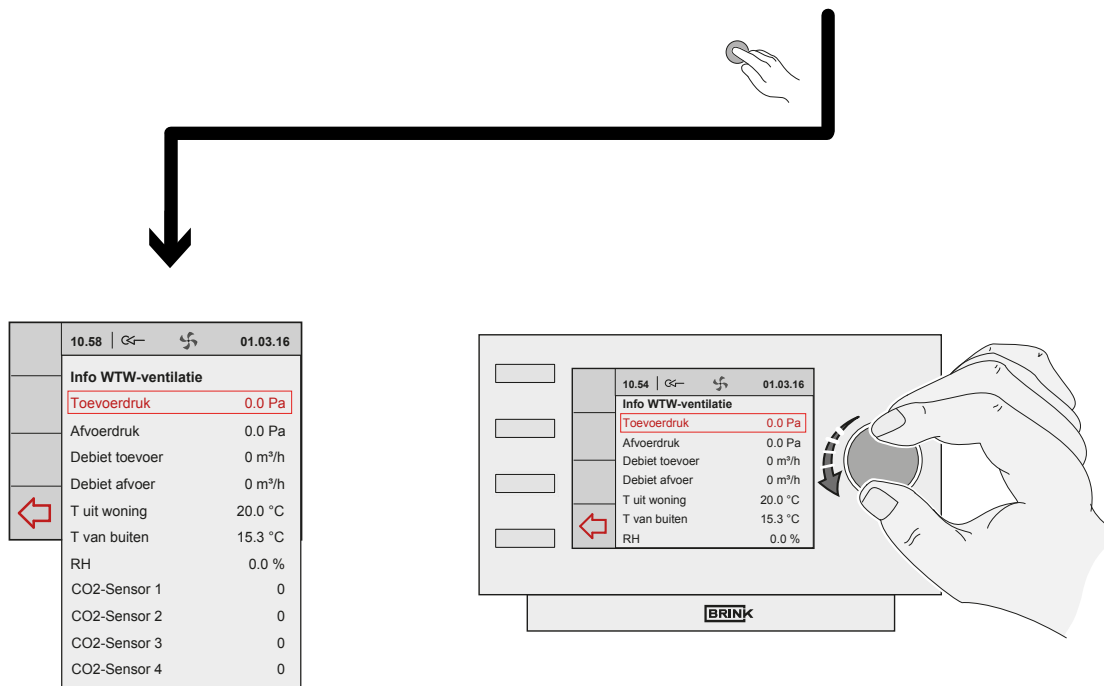 10.58 01.03.16
Info WTW-ventilatie
Toevoerdruk 0.0 Pa
Afvoerdruk 0.0 Pa
Debiet toevoer 0 m³/h
Debiet afvoer 0 m³/h
T uit woning 20.0 °C
T van buiten 15.3 °C
RH 0.0 %
CO2-Sensor 1 0
CO2-Sensor 2 0
CO2-Sensor 3 0
CO2-Sensor 4 0
10.54 01.03.16
Info WTW-ventilatie
Toevoerdruk 0.0 Pa
Afvoerdruk 0.0 Pa
Debiet toevoer 0 m³/h
Debiet afvoer 0 m³/h
T uit woning 20.0 °C
T van buiten 15.3 °C
RH 0.0 %
BRINK